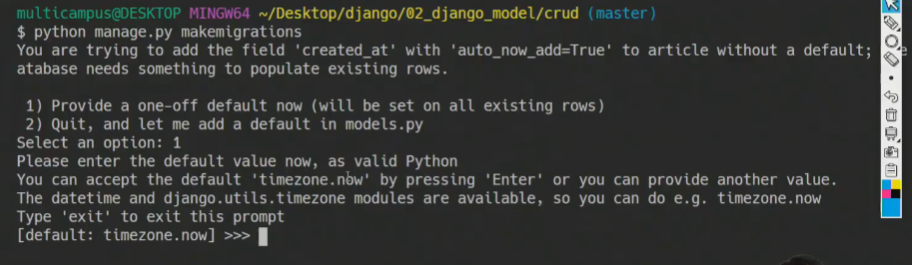 multicampus@DESKTOP MINGW64 ~/Desktop/django/02_django_model/crud (master)
$ python manage.py makemigrations
You are trying to add the field 'created_at' with 'auto_now_add=True' to article without a default;
atabase needs something to populate existing rows.
1) Provide a one-off default now (will be set on all existing rows)
2) Quit, and let me add a default in models.py
Select an option: 1
Please enter the default value now, as valid Python
You can accept the default 'timezone.now' by pressing 'Enter' or you can provide another value.
The datetime and django.utils.timezone modules are available, so you can do e.g. timezone.now
Type 'exit' to exit this prompt
[default: timezone.now] >>>